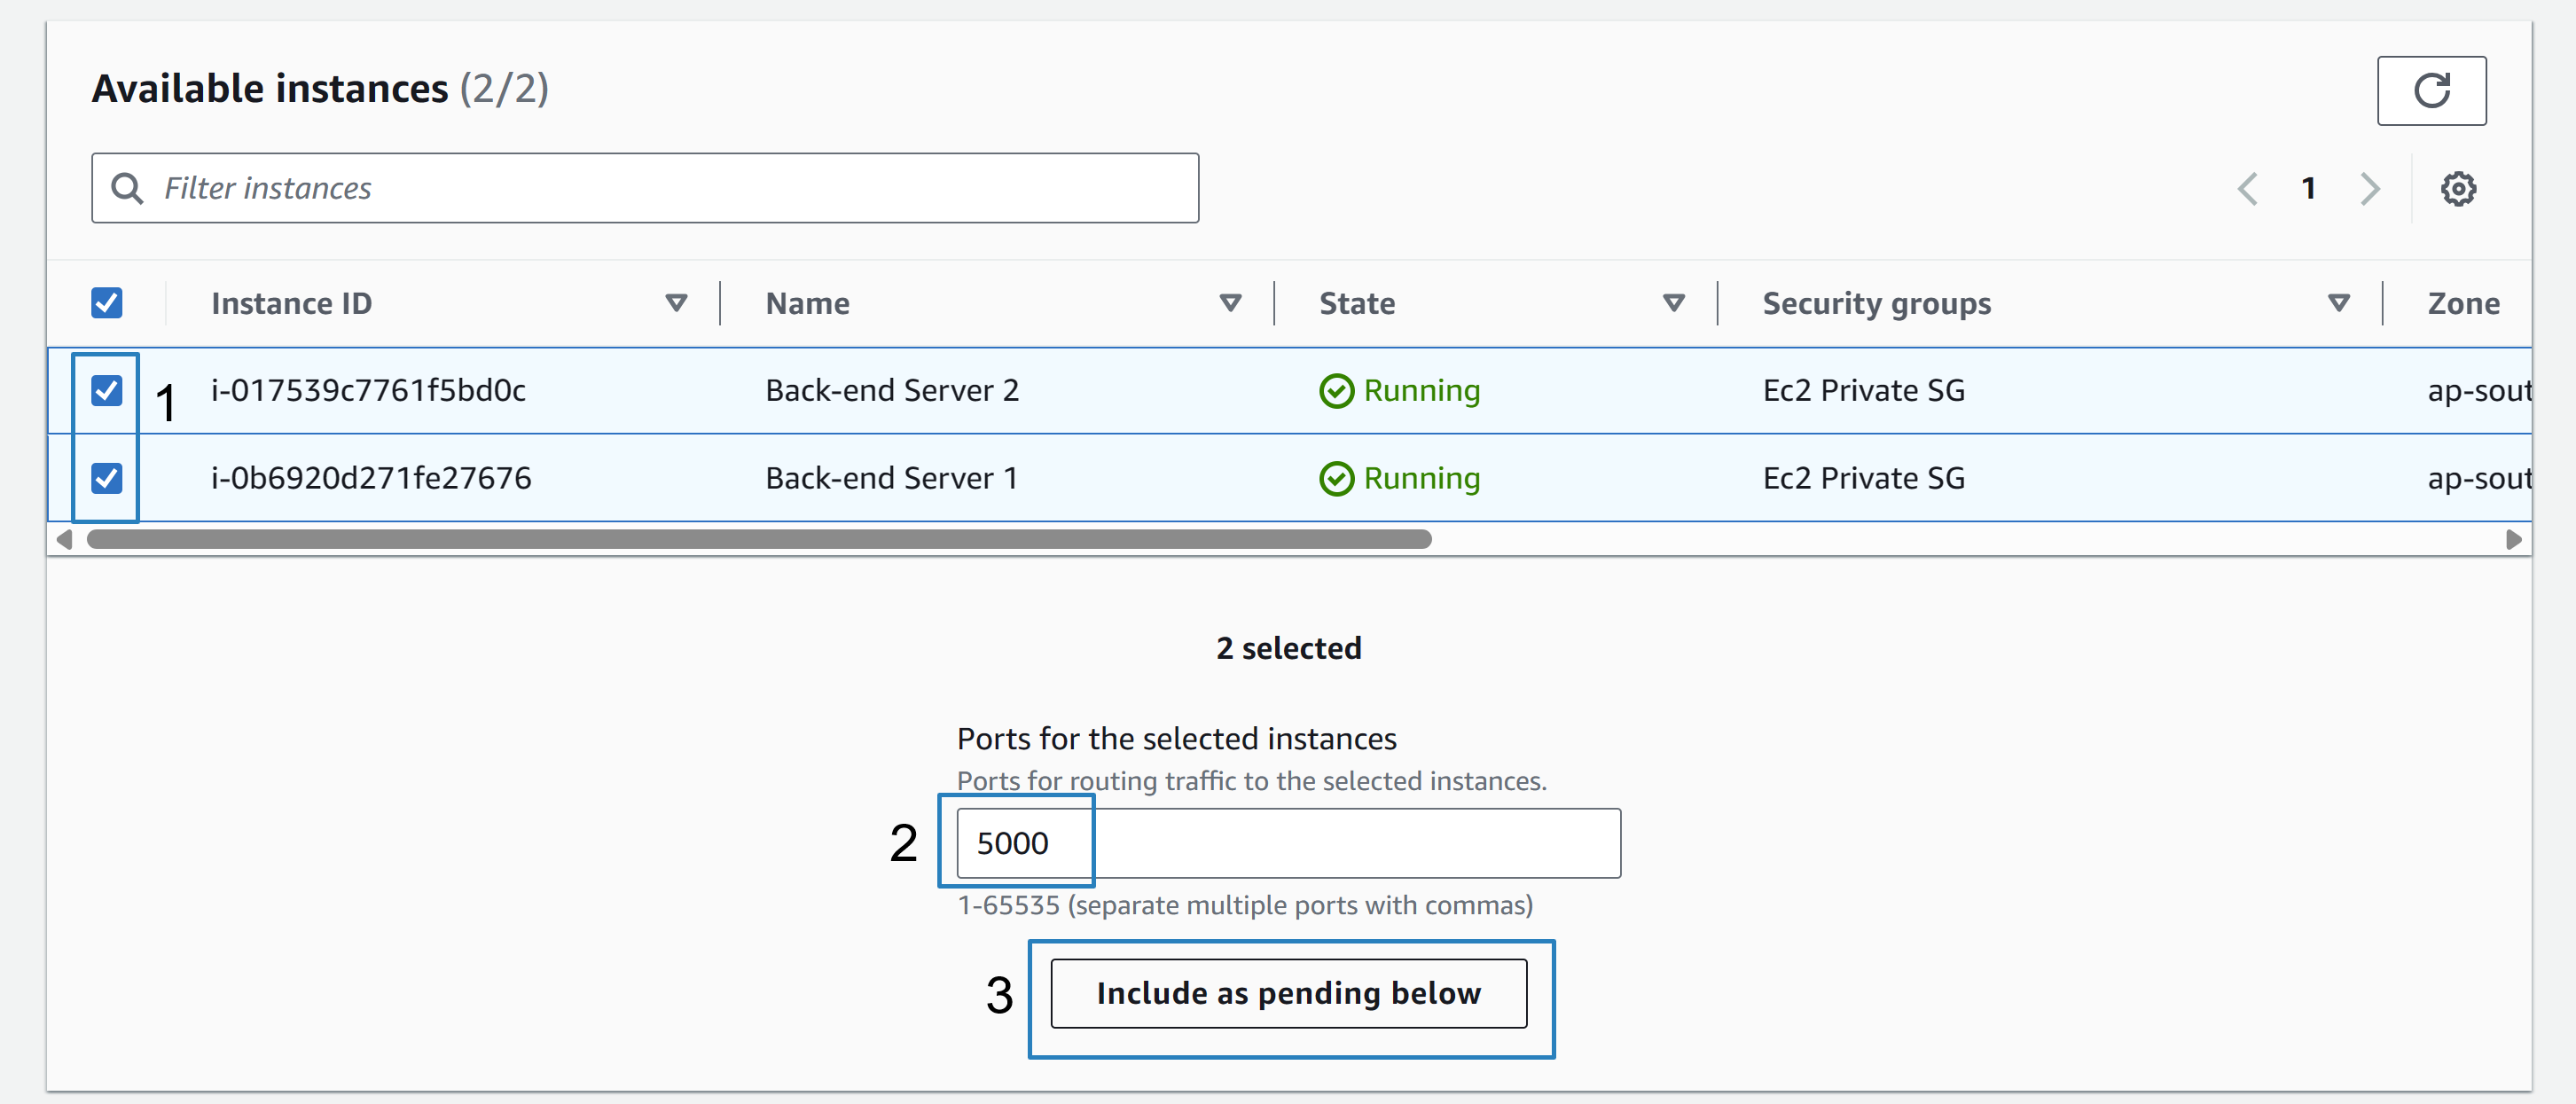 Available instances (2/2)
Filter instances
1
Instance ID Name State Security groups Zone
1 i-017539c7761f5bd0c Back-end Server 2 Running Ec2 Private SG ap-sout
i-0b6920d271fe27676 Back-end Server 1 Running Ec2 Private SG ap-sout
2 selected
Ports for the selected instances
Ports for routing traffic to the selected instances.
2 5000
1-65535 (separate multiple ports with commas)
3 Include as pending below